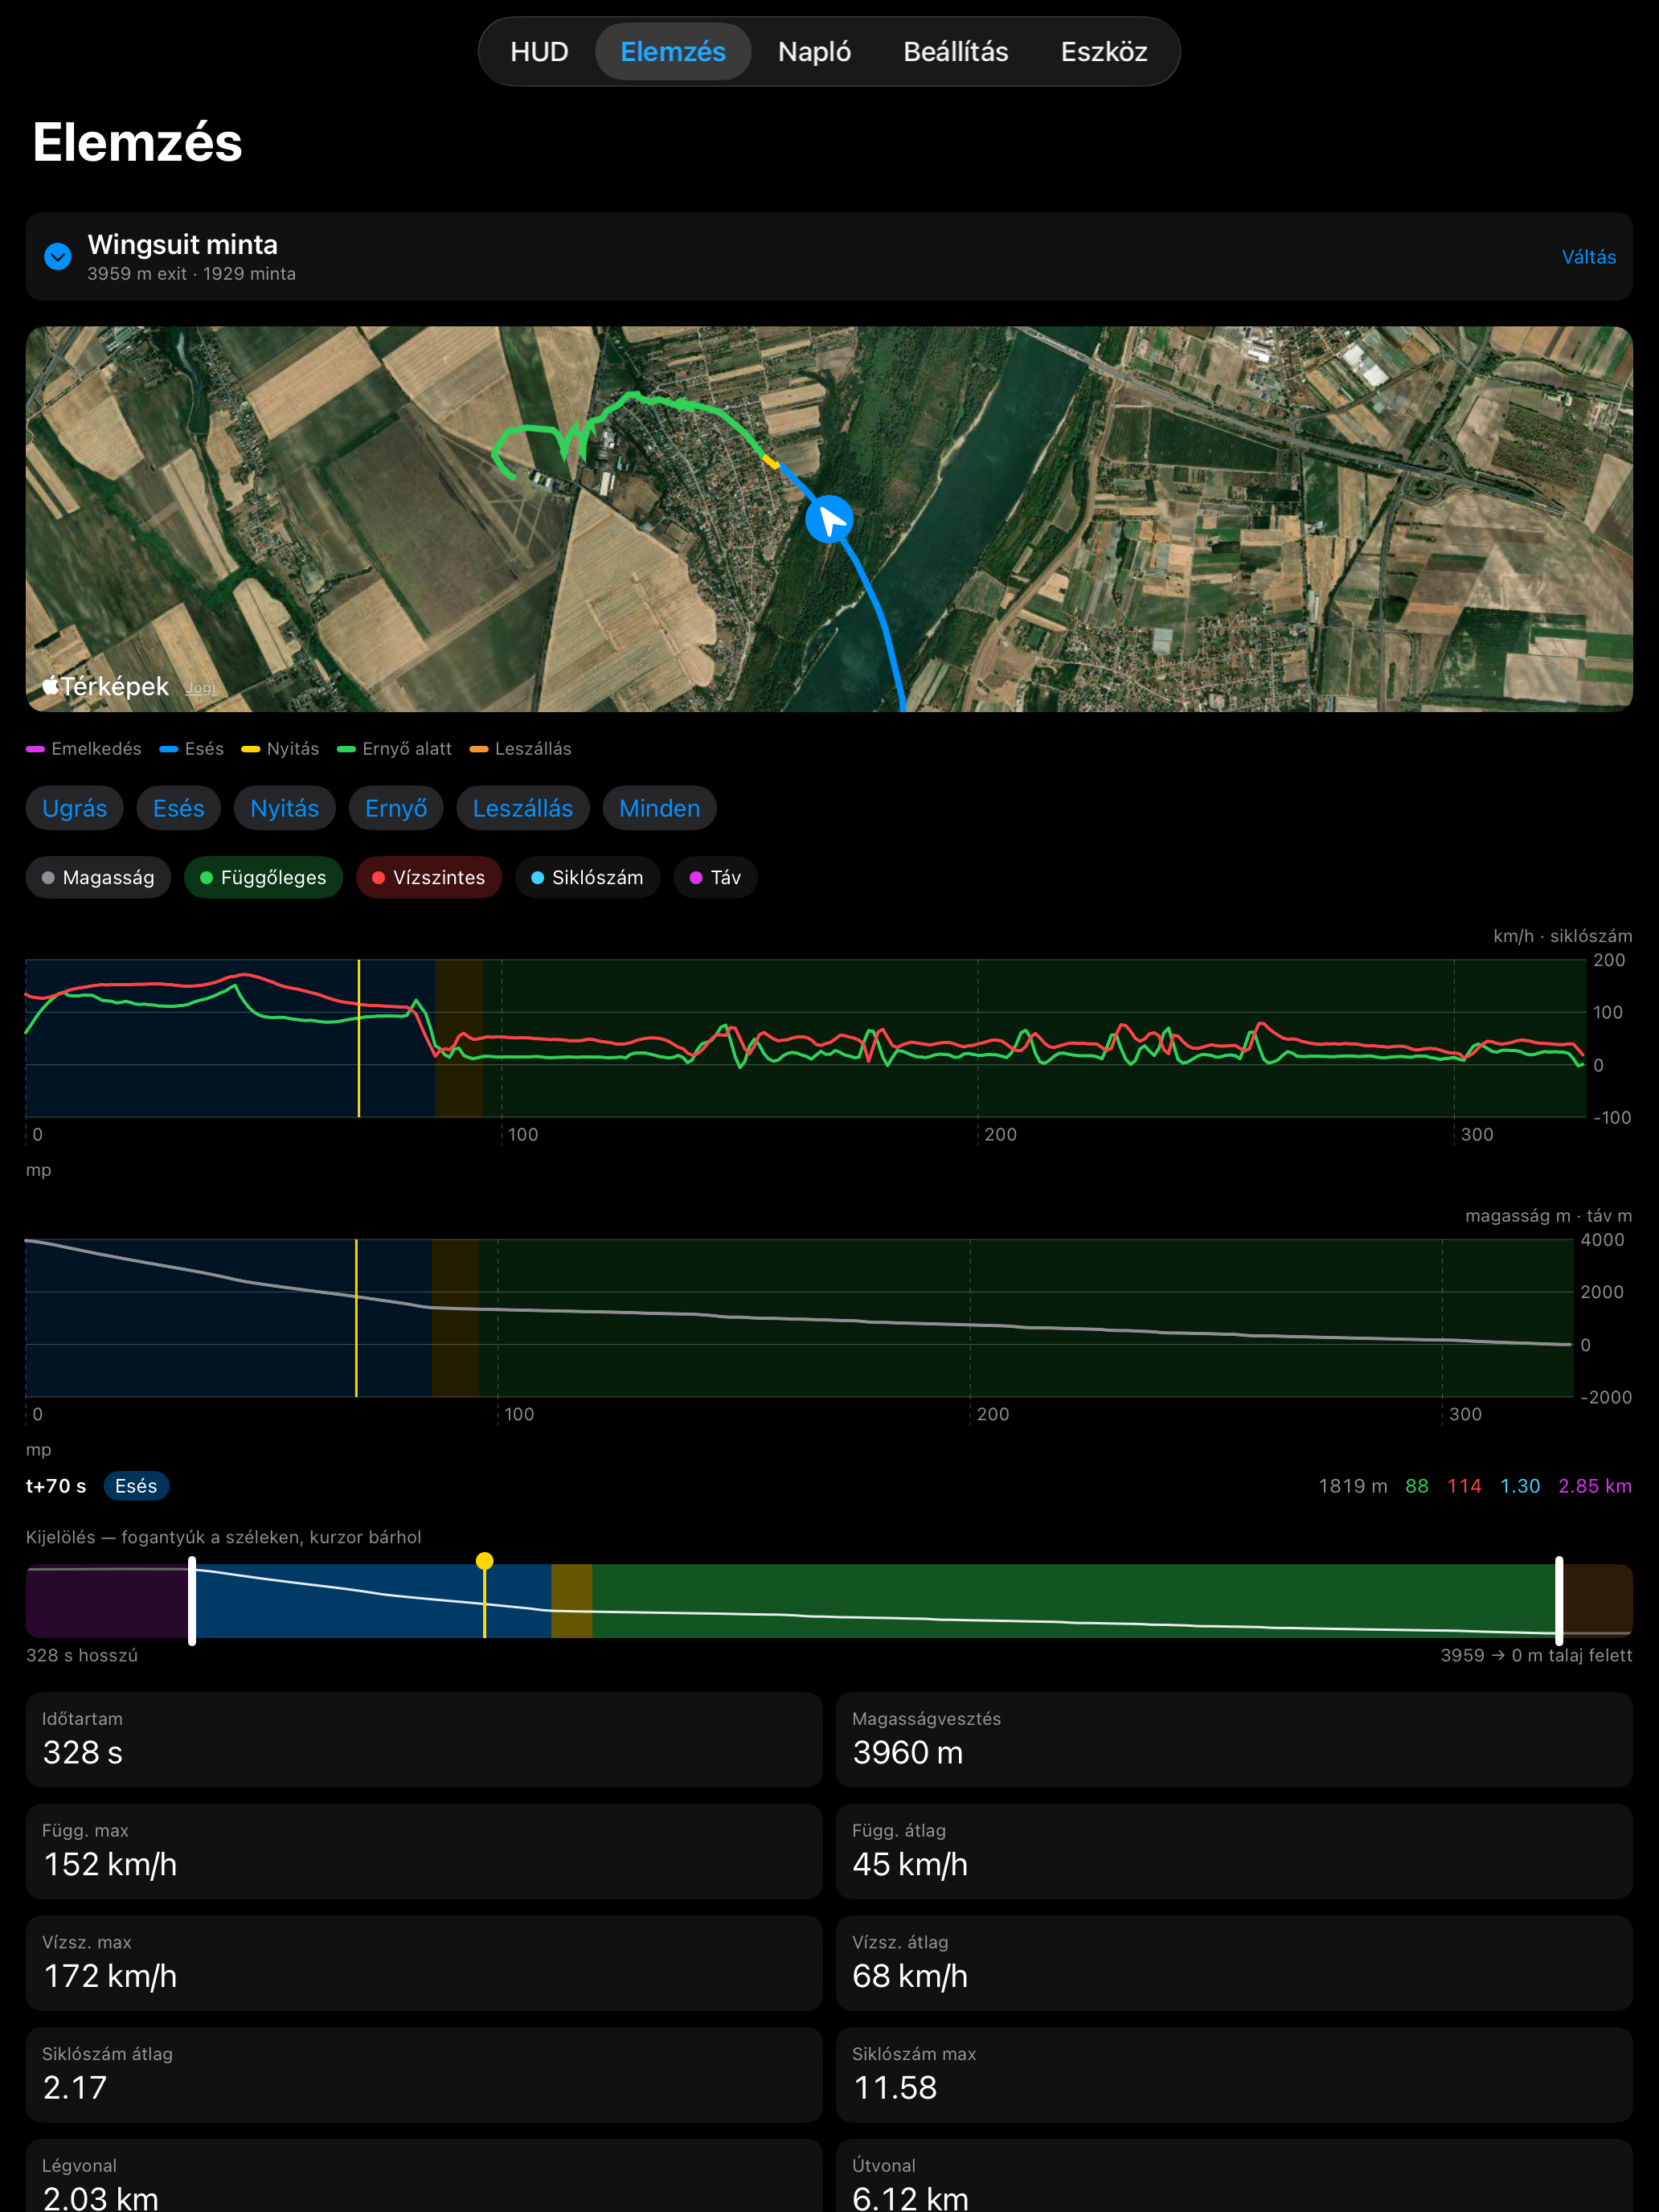 HUD Elemzés Napló Beállítás Eszköz
Elemzés
Wingsuit minta
3959 m exit · 1929 minta
Váltás
Térképek Jogi
Emelkedés Esés Nyitás Ernyő alatt Leszállás
Ugrás Esés Nyitás Ernyő Leszállás Minden
Magasság Függőleges Vízszintes Siklószám Táv
km/h · siklószám
200
100
0
-100
0 100 200 300
mp
magasság m · táv m
4000
2000
0
-2000
0 100 200 300
mp
t+70 s Esés 1819 m 88 114 1.30 2.85 km
Kijelölés — fogantyúk a széleken, kurzor bárhol
328 s hosszú 3959 → 0 m talaj felett
Időtartam
328 s
Magasságvesztés
3960 m
Függ. max
152 km/h
Függ. átlag
45 km/h
Vízsz. max
172 km/h
Vízsz. átlag
68 km/h
Siklószám átlag
2.17
Siklószám max
11.58
Légvonal
2.03 km
Útvonal
6.12 km